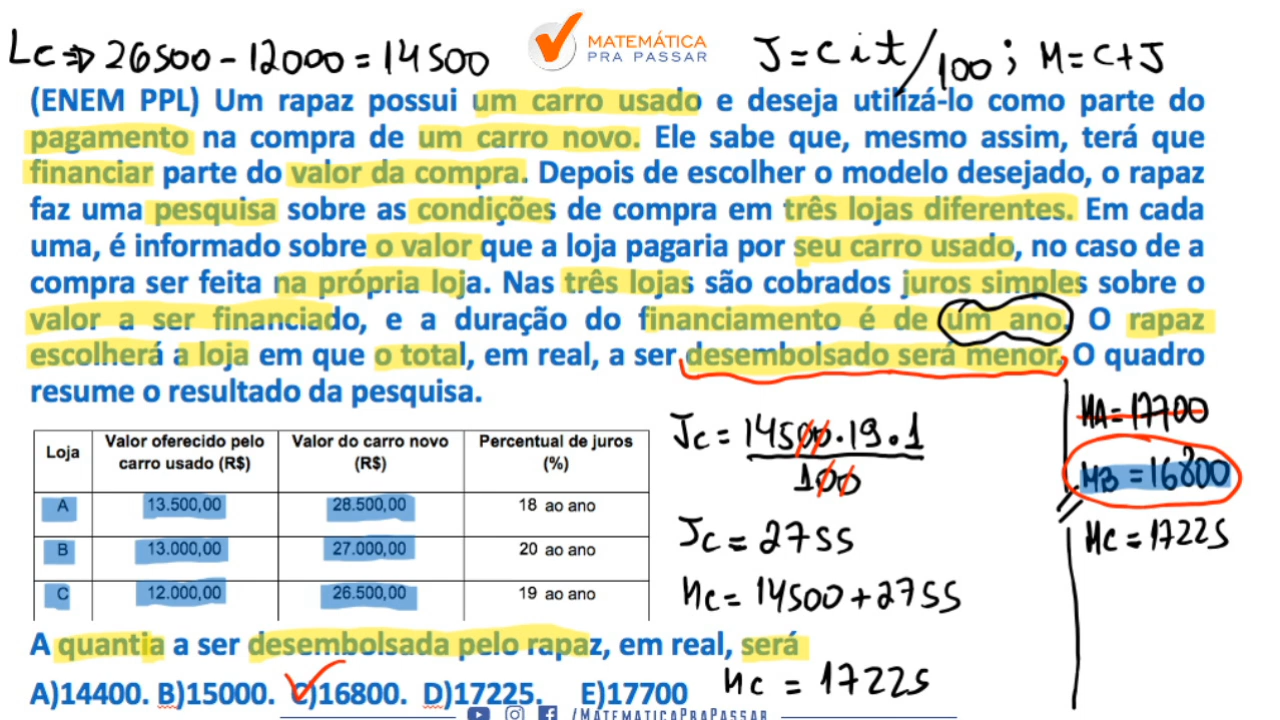 LC⇒ 26500 - 12000 = 14500
MATEMÁTICA
PRA PASSAR
J = c i t / 100 ; M = C + J
(ENEM PPL) Um rapaz possui um carro usado e deseja utilizá-lo como parte do
pagamento na compra de um carro novo. Ele sabe que, mesmo assim, terá que
financiar parte do valor da compra. Depois de escolher o modelo desejado, o rapaz
faz uma pesquisa sobre as condições de compra em três lojas diferentes. Em cada
uma, é informado sobre o valor que a loja pagaria por seu carro usado, no caso de a
compra ser feita na própria loja. Nas três lojas são cobrados juros simples sobre o
valor a ser financiado, e a duração do financiamento é de um ano. O rapaz
escolherá a loja em que o total, em real, a ser desembolsado será menor. O quadro
resume o resultado da pesquisa.
Loja | Valor oferecido pelo carro usado (R$) | Valor do carro novo (R$) | Percentual de juros (%)
A | 13.500,00 | 28.500,00 | 18 ao ano
B | 13.000,00 | 27.000,00 | 20 ao ano
C | 12.000,00 | 26.500,00 | 19 ao ano
Jc = 14500.19.1
100
Jc = 2755
Mc = 14500 + 2755
Mc = 17225
MA = 17700
MB = 16800
MC = 17225
A quantia a ser desembolsada pelo rapaz, em real, será
A)14400. B)15000. C)16800. D)17225. E)17700
/MATEMATICAPRAPASSAR